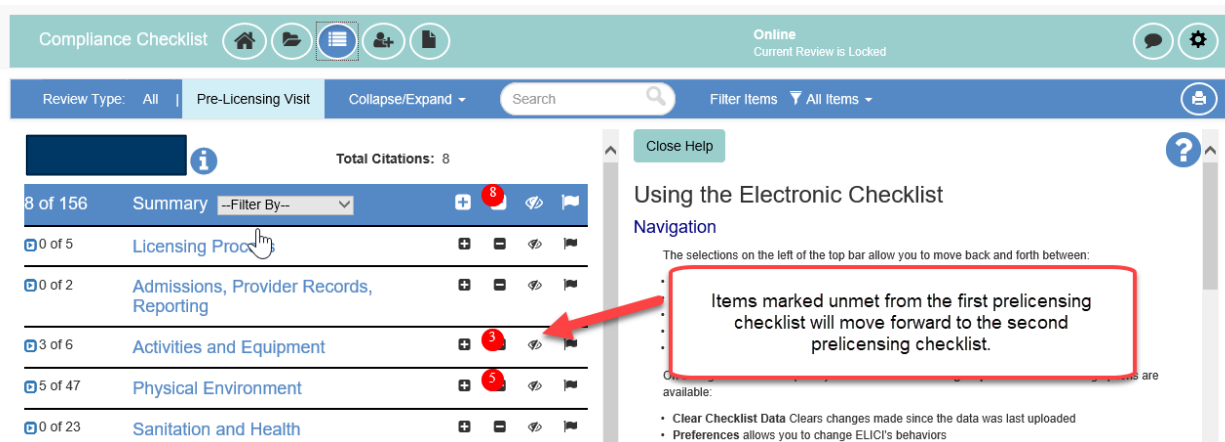 Compliance Checklist
Online
Current Review is Locked
Review Type: All | Pre-Licensing Visit Collapse/Expand Search Filter Items All Items
Total Citations: 8
Close Help
8 of 156 Summary --Filter By-- 8
0 of 5 Licensing Process
0 of 2 Admissions, Provider Records,
Reporting
3 of 6 Activities and Equipment 3
5 of 47 Physical Environment 5
0 of 23 Sanitation and Health
Using the Electronic Checklist
Navigation
The selections on the left of the top bar allow you to move back and forth between:
Items marked unmet from the first prelicensing
checklist will move forward to the second
prelicensing checklist.
are
available:
• Clear Checklist Data Clears changes made since the data was last uploaded
• Preferences allows you to change ELICI's behaviors